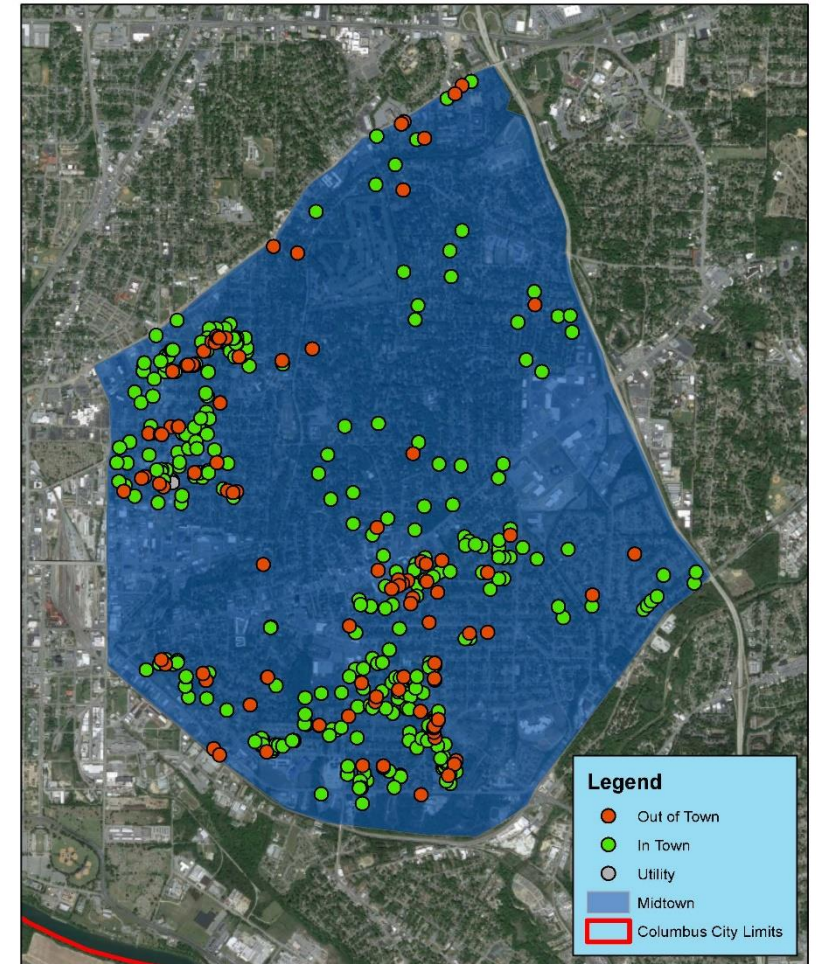 Legend
Out of Town
In Town
Utility
Midtown
Columbus City Limits